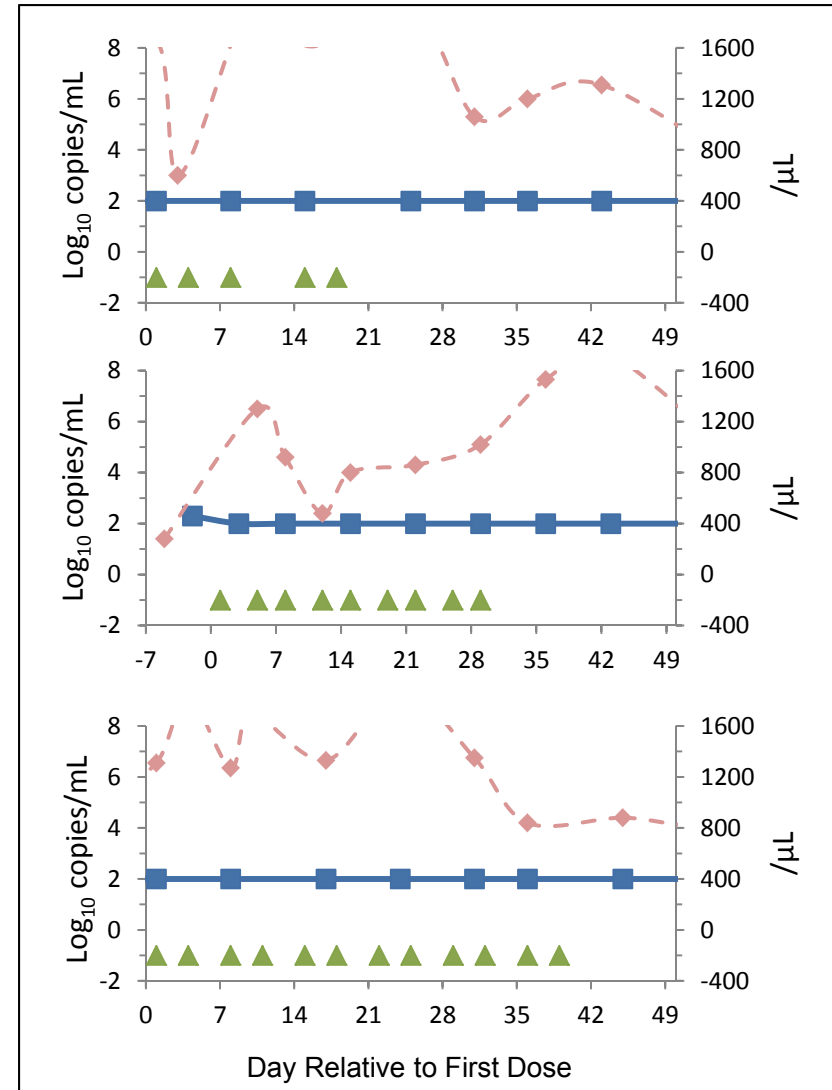 8 1600
6 1200
4 800
2 400
0 0
-2 -400
Log10 copies/mL
/μL
0 7 14 21 28 35 42 49
8 1600
6 1200
4 800
2 400
0 0
-2 -400
Log10 copies/mL
/μL
-7 0 7 14 21 28 35 42 49
8 1600
6 1200
4 800
2 400
0 0
-2 -400
Log10 copies/mL
/μL
0 7 14 21 28 35 42 49
Day Relative to First Dose